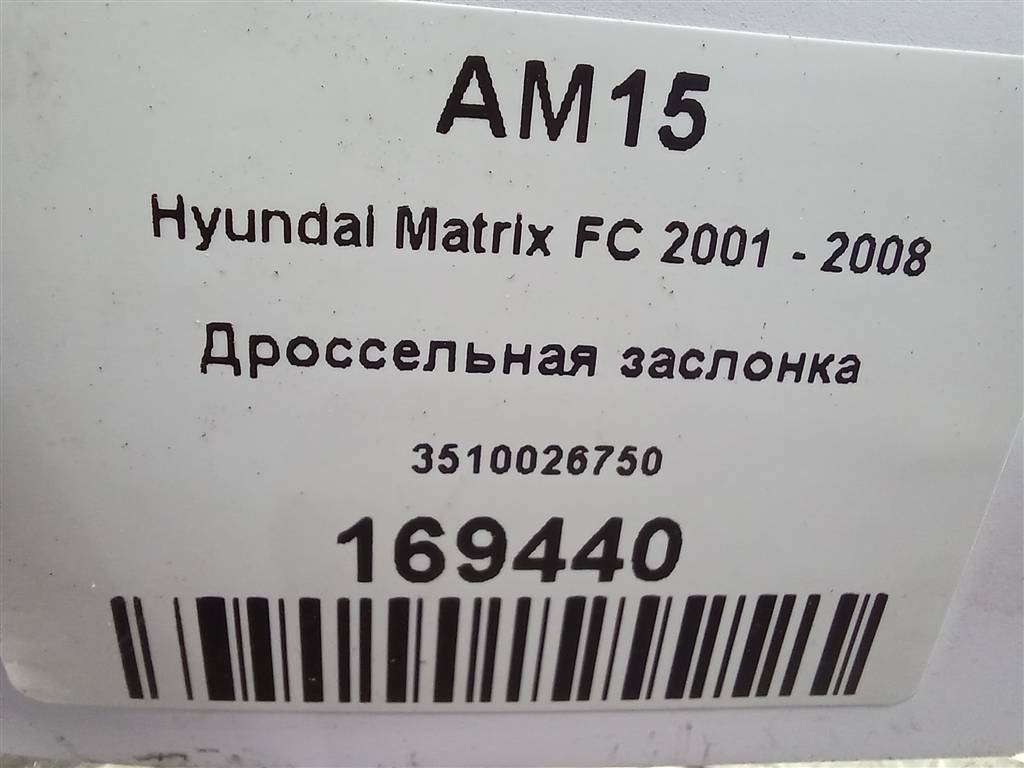 AM15
Hyundai Matrix FC 2001 - 2008
Дроссельная заслонка
3510026750
169440